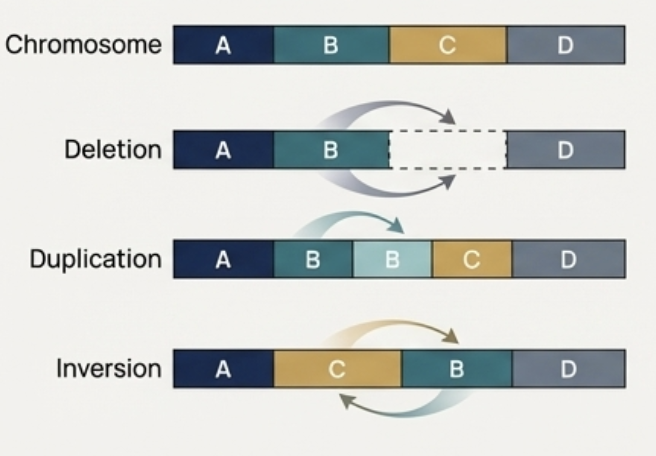 Chromosome A B C D
Deletion A B D
Duplication A B B C D
Inversion A C B D